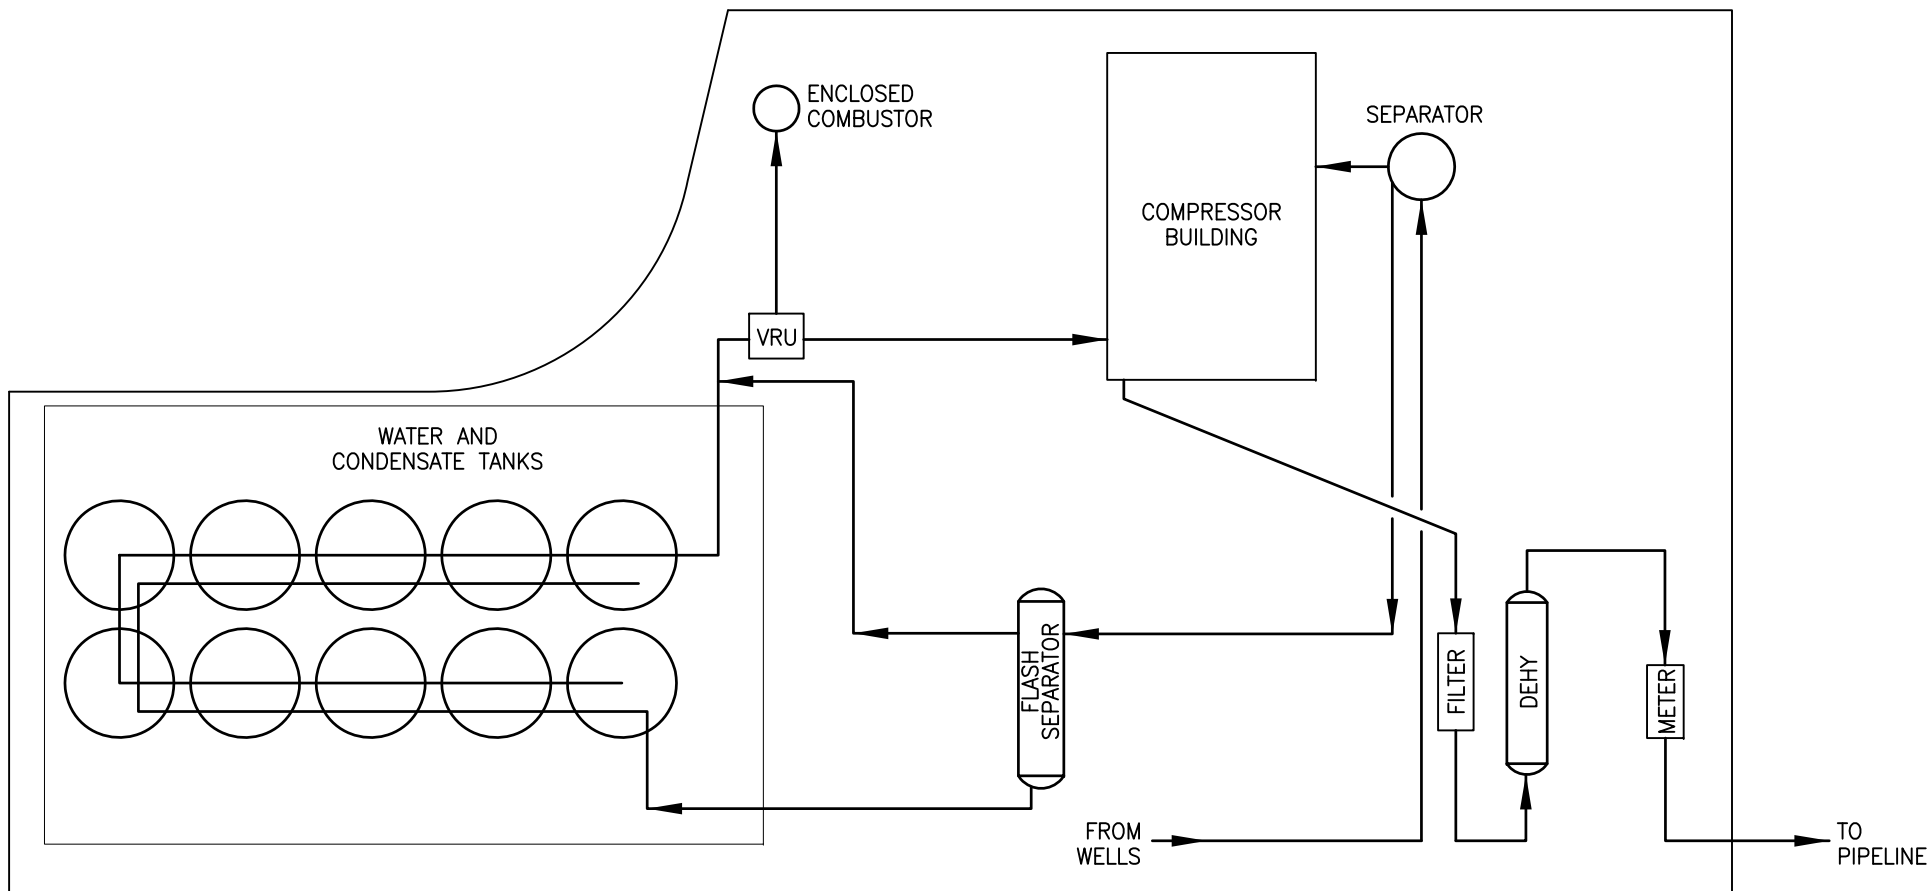 ENCLOSED
COMBUSTOR
SEPARATOR
COMPRESSOR
BUILDING
VRU
WATER AND
CONDENSATE TANKS
FLASH
SEPARATOR
FILTER
DEHY
METER
FROM
WELLS
TO
PIPELINE